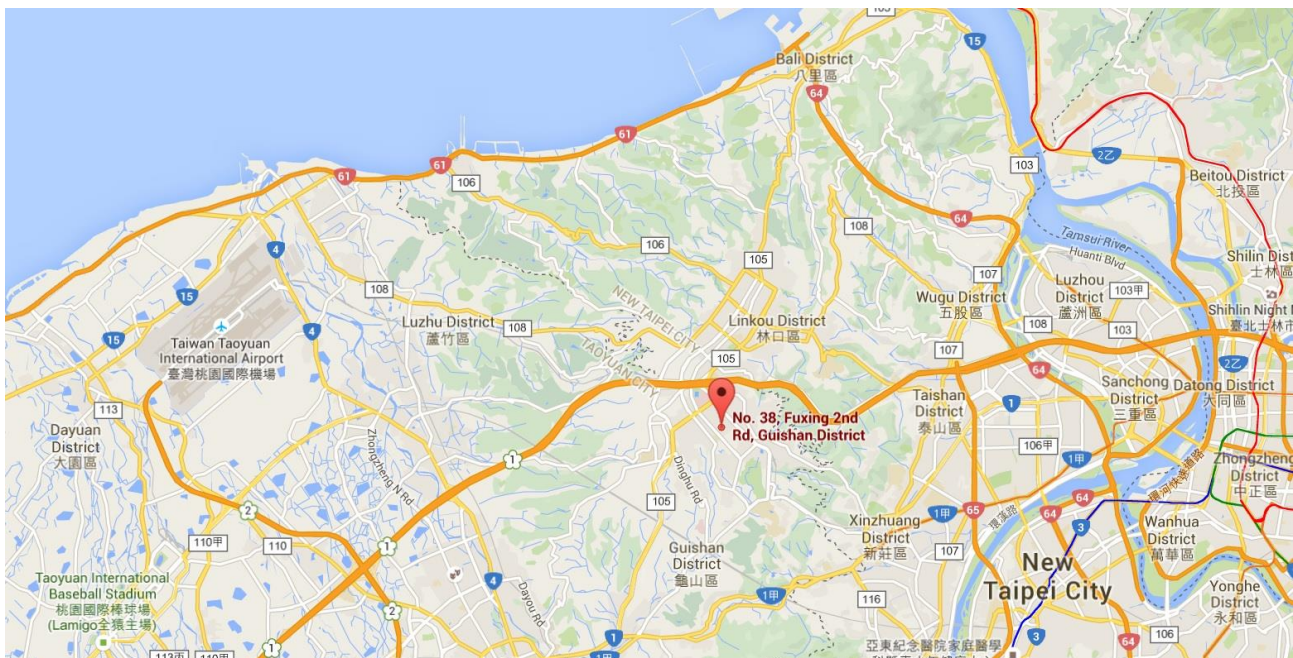 103
15
Bali District
八里區
64
61
103
2乙
61
Beitou District
北投區
61
106
64
108
Tamsui River
Huanti Blvd
4
106
105
Shilin Dist
士林區
107
Luzhou
District
蘆洲區
103甲
15
108
NEW TAIPEI CITY
TAOYUAN CITY
Wugu District
五股區
Shihlin Night M
臺北士林市
Luzhu District
蘆竹區
108
Linkou District
林口區
108
103
15
4
Taiwan Taoyuan
International Airport
臺灣桃園國際機場
107
105
64
2乙
Sanchong
District
三重區
Datong District
大同區
113
Dayuan
District
大園區
No. 38, Fuxing 2nd
Rd, Guishan District
Taishan
District
泰山區
1
106甲
1甲
Zhongzheng N Rd
1
Dinghu Rd
Zhongzheng
District
中正區
環河快速道路
2
105
65
64
64
環漢路
3
1甲
Xinzhuang
District
新莊區
Wanhua
District
萬華區
110甲
110
1
Guishan
District
龜山區
107
New
Taipei City
Taoyuan International
Baseball Stadium
桃園國際棒球場
(Lamigo全猿主場)
4
Dayou Rd
2
1甲
116
Yonghe
District
永和區
1
1
3
64
106
亞東紀念醫院家庭醫學
1甲